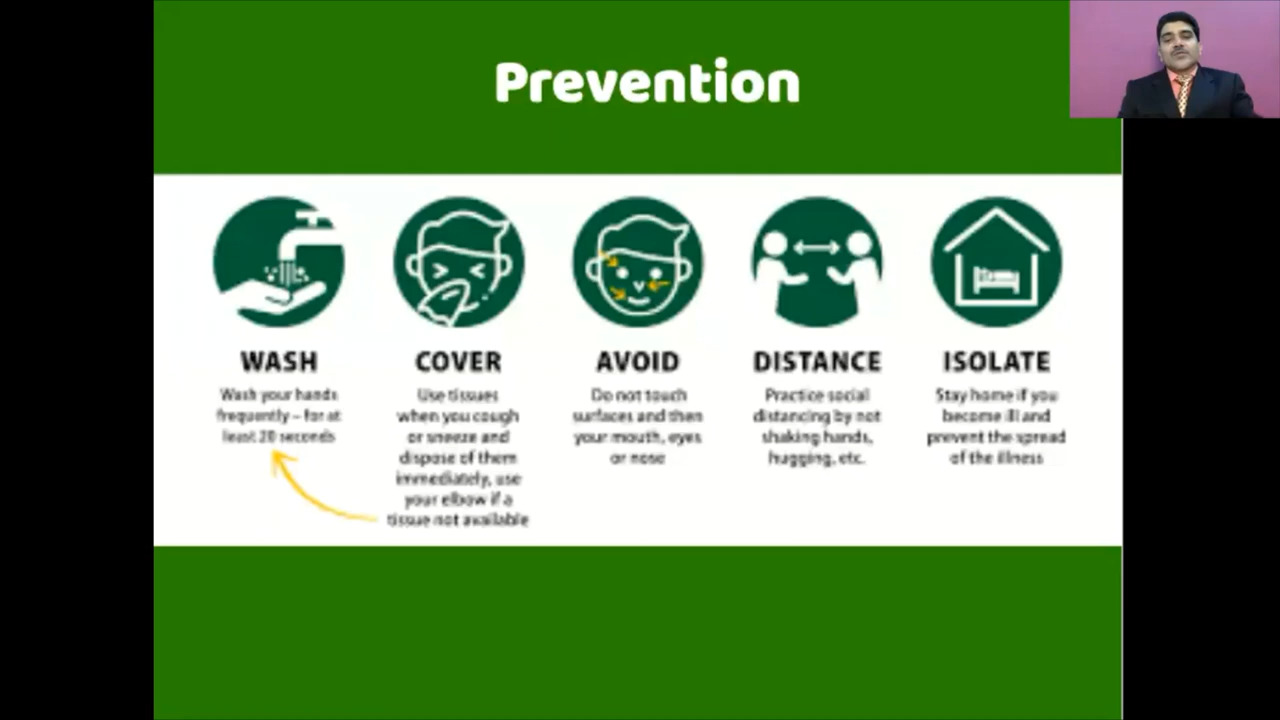 Prevention
WASH
Wash your hands
frequently – for at
least 20 seconds
COVER
Use tissues
when you cough
or sneeze and
dispose of them
immediately, use
your elbow if a
tissue not available
AVOID
Do not touch
surfaces and then
your mouth, eyes
or nose
DISTANCE
Practice social
distancing by not
shaking hands,
hugging, etc.
ISOLATE
Stay home if you
become ill and
prevent the spread
of the illness